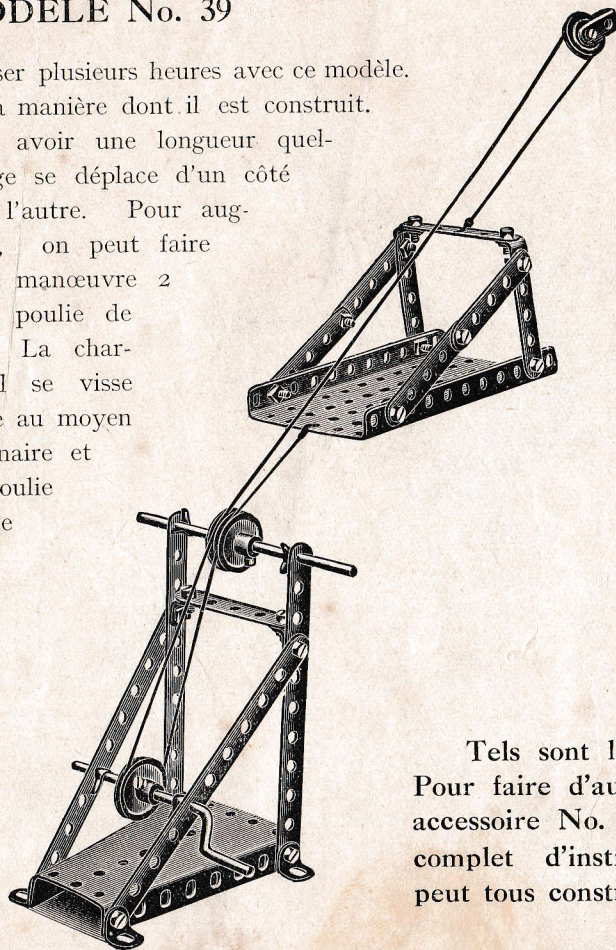 ODÈLE No. 39
ser plusieurs heures avec ce modèle.
a manière dont il est construit.
avoir une longueur quel-
ge se déplace d'un côté
l'autre. Pour aug-
, on peut faire
manœuvre 2
poulie de
La char-
l se visse
e au moyen
naire et
oulie
e
Tels sont l
Pour faire d'au
accessoire No.
complet d'inst
peut tous constr